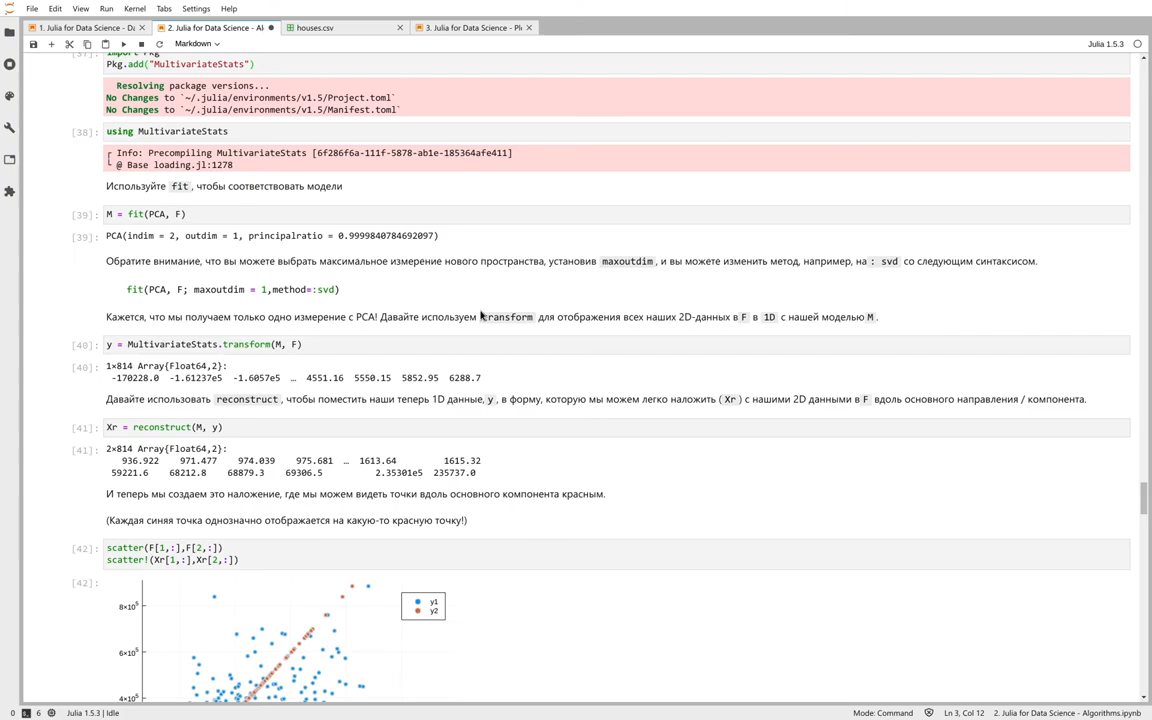 File Edit View Run Kernel Tabs Settings Help
1. Julia for Data Science - Da 2. Julia for Data Science - Al houses.csv 3. Julia for Data Science - Plo
Markdown Julia 1.5.3
[37]: import Pkg
Pkg.add("MultivariateStats")
Resolving package versions...
No Changes to `~/.julia/environments/v1.5/Project.toml`
No Changes to `~/.julia/environments/v1.5/Manifest.toml`
[38]: using MultivariateStats
┌ Info: Precompiling MultivariateStats [6f286f6a-111f-5878-ab1e-185364afe411]
└ @ Base loading.jl:1278
Используйте fit, чтобы соответствовать модели
[39]: M = fit(PCA, F)
[39]: PCA(indim = 2, outdim = 1, principalratio = 0.9999840784692097)
Обратите внимание, что вы можете выбрать максимальное измерение нового пространства, установив maxoutdim, и вы можете изменить метод, например, на : svd со следующим синтаксисом.
fit(PCA, F; maxoutdim = 1,method=:svd)
Кажется, что мы получаем только одно измерение с PCA! Давайте используем transform для отображения всех наших 2D-данных в F в 1D с нашей моделью M.
[40]: y = MultivariateStats.transform(M, F)
[40]: 1×814 Array{Float64,2}:
-170228.0 -1.61237e5 -1.6057e5 … 4551.16 5550.15 5852.95 6288.7
Давайте использовать reconstruct, чтобы поместить наши теперь 1D данные, y, в форму, которую мы можем легко наложить (Xr) с нашими 2D данными в F вдоль основного направления / компонента.
[41]: Xr = reconstruct(M, y)
[41]: 2×814 Array{Float64,2}:
936.922 971.477 974.039 975.681 … 1613.64 1615.32
59221.6 68212.8 68879.3 69306.5 2.35301e5 235737.0
И теперь мы создаем это наложение, где мы можем видеть точки вдоль основного компонента красным.
(Каждая синяя точка однозначно отображается на какую-то красную точку!)
[42]: scatter(F[1,:],F[2,:])
scatter!(Xr[1,:],Xr[2,:])
[42]:
y1
8×10⁵ y2
6×10⁵
4×10⁵
0 6 Julia 1.5.3 | Idle Mode: Command Ln 3, Col 12 2. Julia for Data Science - Algorithms.ipynb